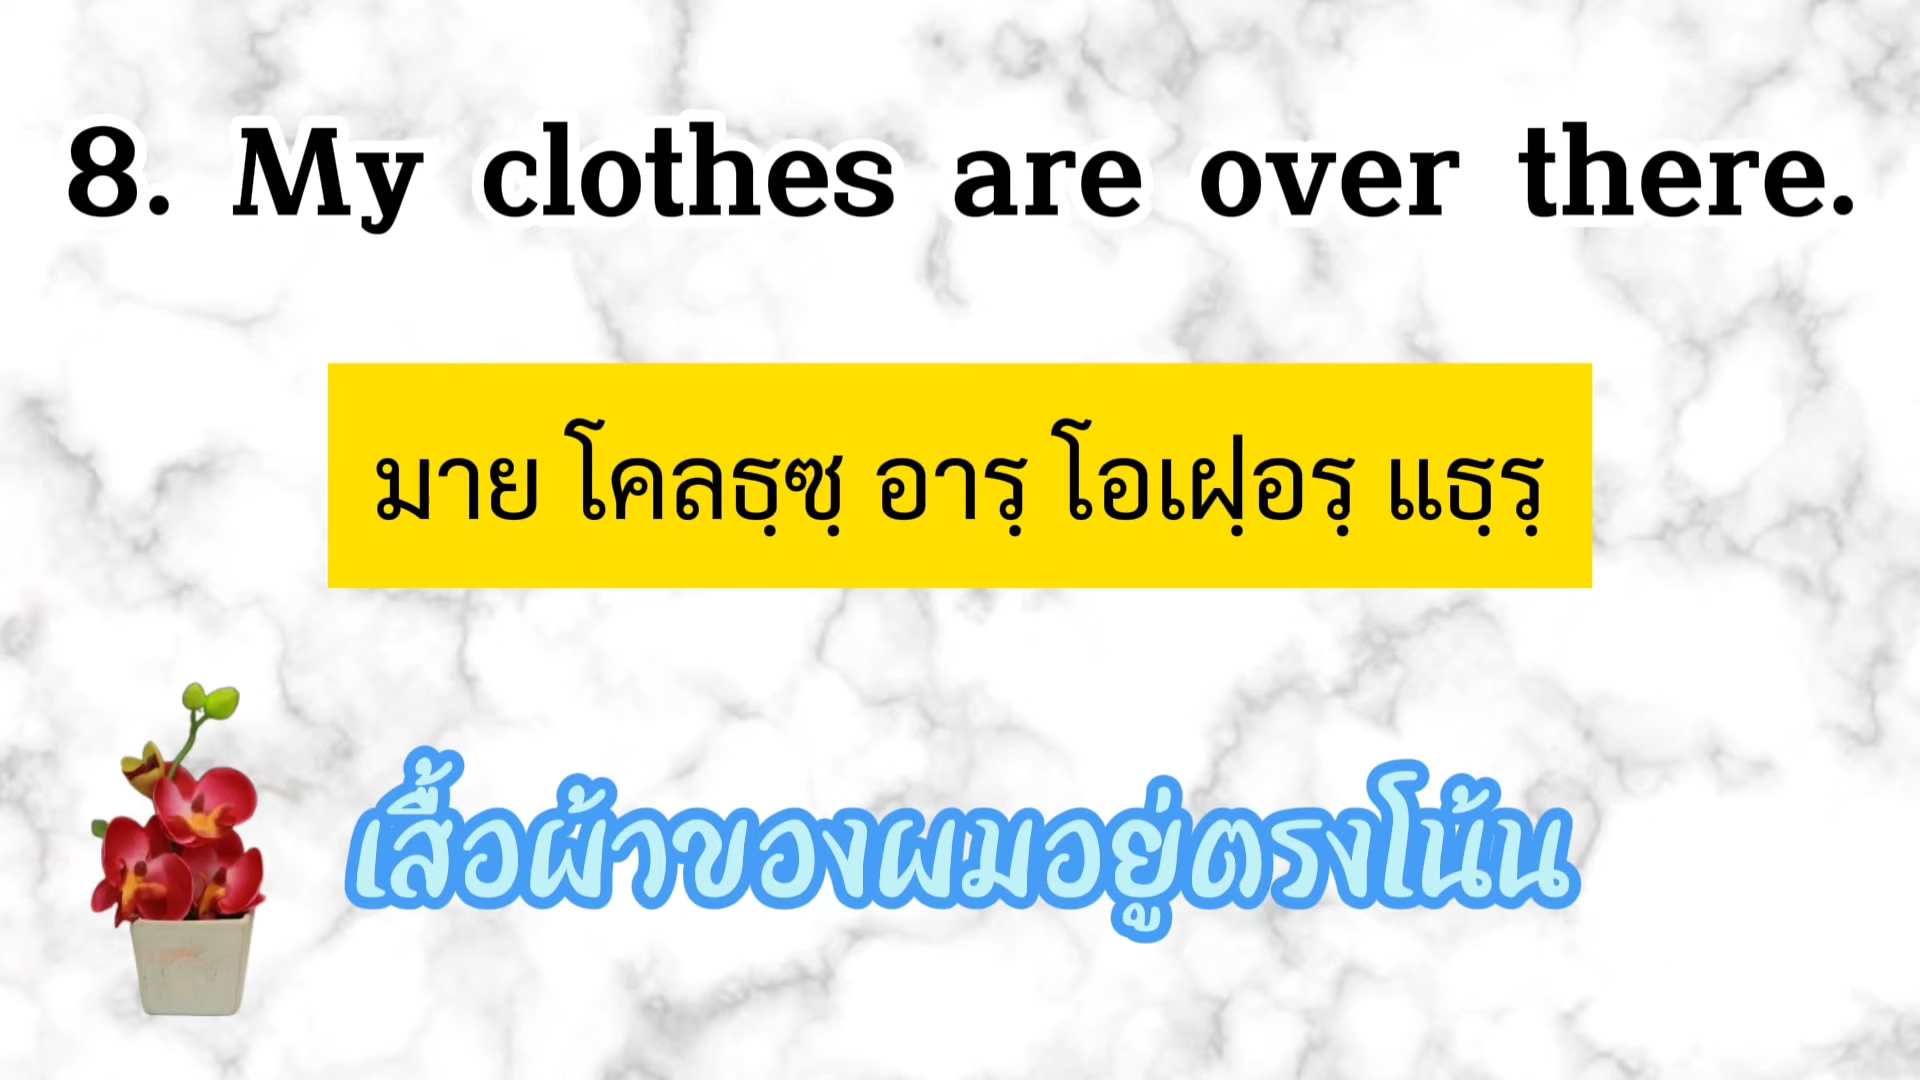 8. My clothes are over there.
มาย โคลธฺซฺ อารฺ โอเฝฺอรฺ แธฺรฺ
เสื้อผ้าของผมอยู่ตรงโน้น